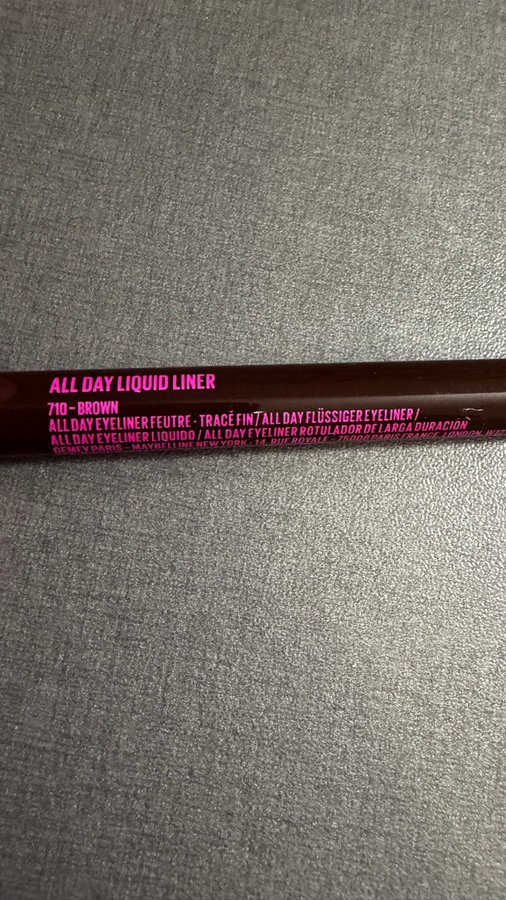 ALL DAY LIQUID LINER
710 - BROWN
ALL DAY EYELINER FEUTRE · TRACÉ FIN / ALL DAY FLÜSSIGER EYELINER /
ALL DAY EYELINER LIQUIDO / ALL DAY EYELINER ROTULADOR DE LARGA DURACION
GEMEY PARIS - MAYBELLINE NEW YORK · 14, RUE ROYALE - 75008 PARIS FRANCE. LONDON,